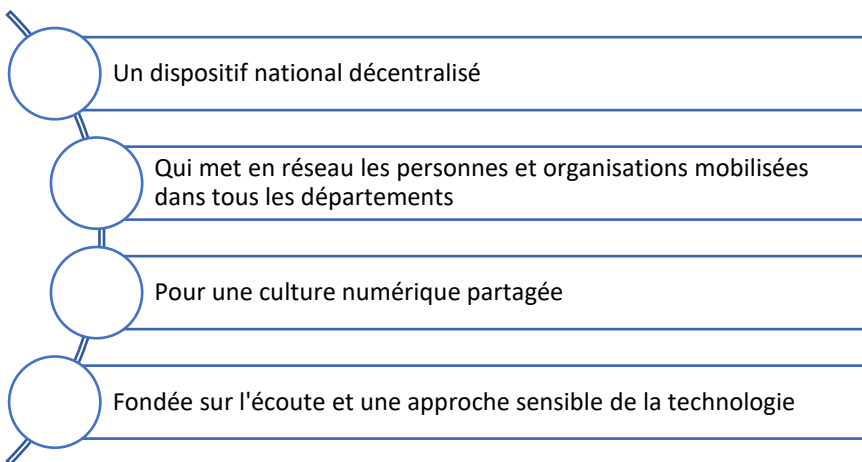 Un dispositif national décentralisé
Qui met en réseau les personnes et organisations mobilisées
dans tous les départements
Pour une culture numérique partagée
Fondée sur l'écoute et une approche sensible de la technologie